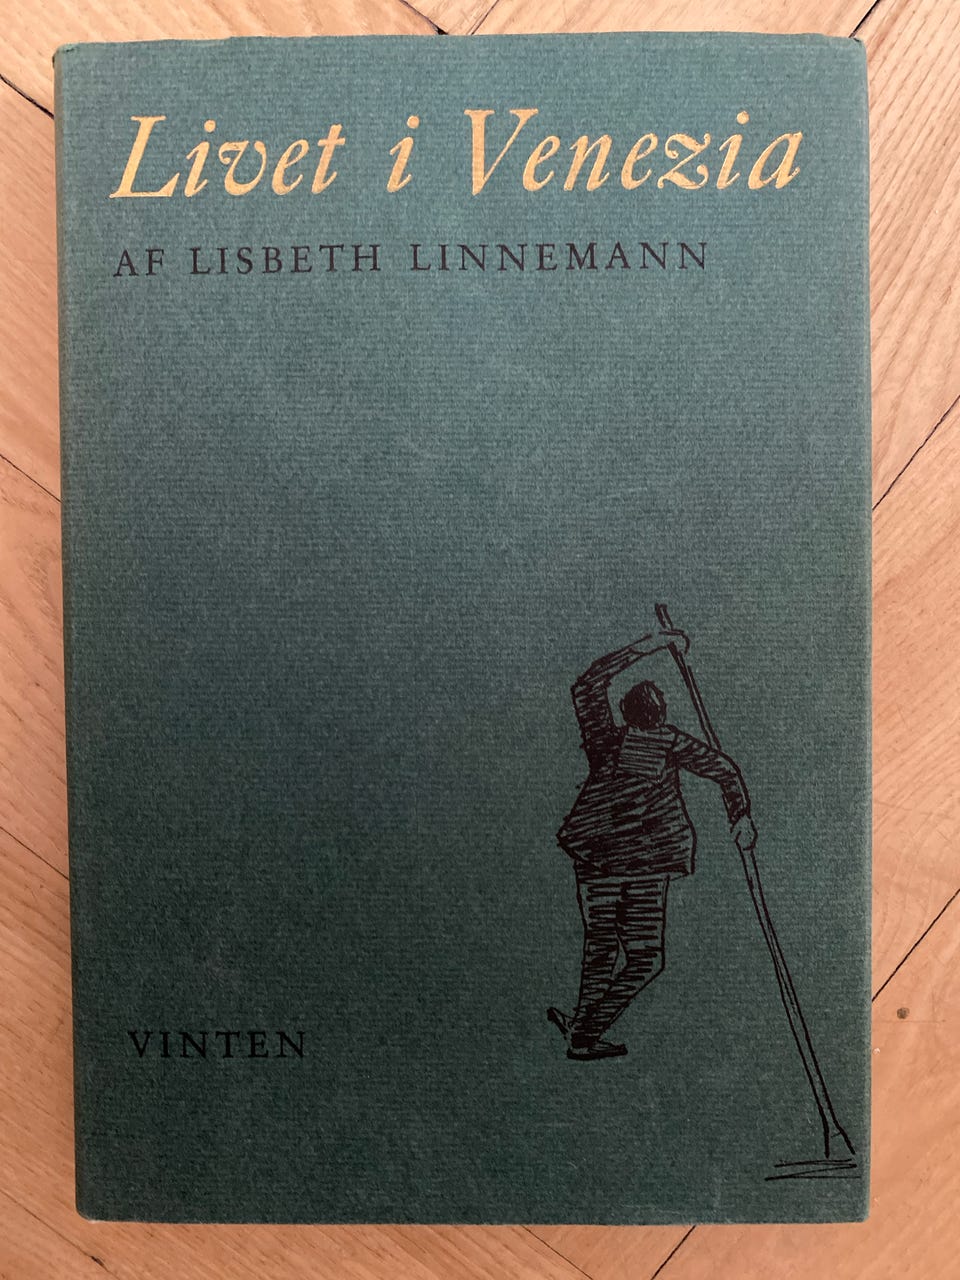 Livet i Venezia
AF LISBETH LINNEMANN
VINTEN